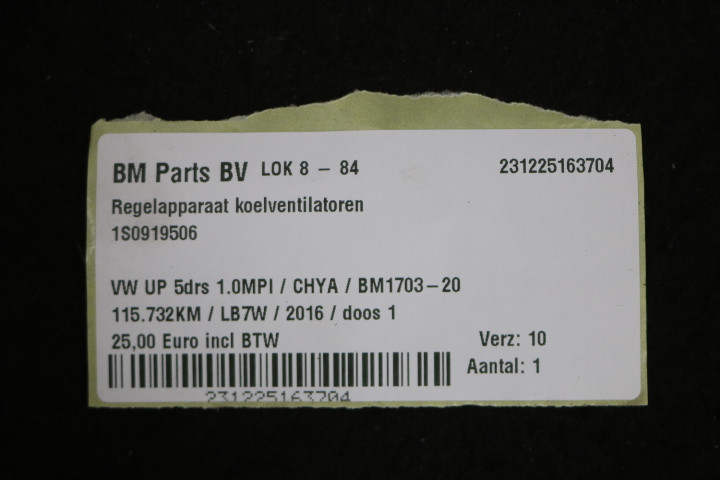 BM Parts BV LOK 8 – 84 231225163704
Regelapparaat koelventilatoren
1S0919506
VW UP 5drs 1.0MPI / CHYA / BM1703–20
115.732KM / LB7W / 2016 / doos 1
25,00 Euro incl BTW Verz: 10
Aantal: 1
231225163704